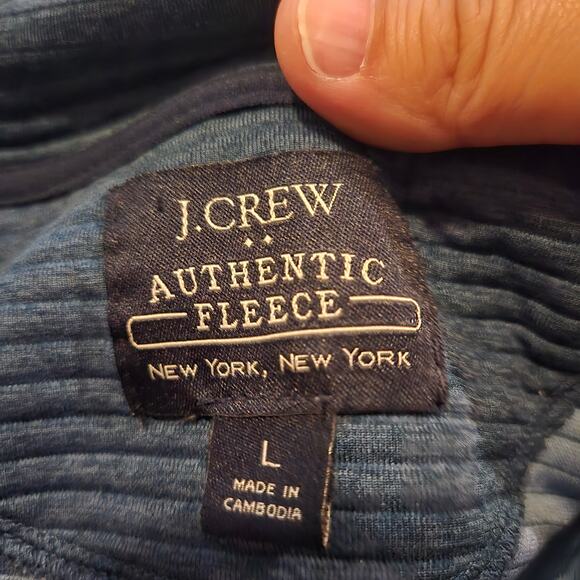 J.CREW
AUTHENTIC
FLEECE
NEW YORK, NEW YORK
L
MADE IN
CAMBODIA